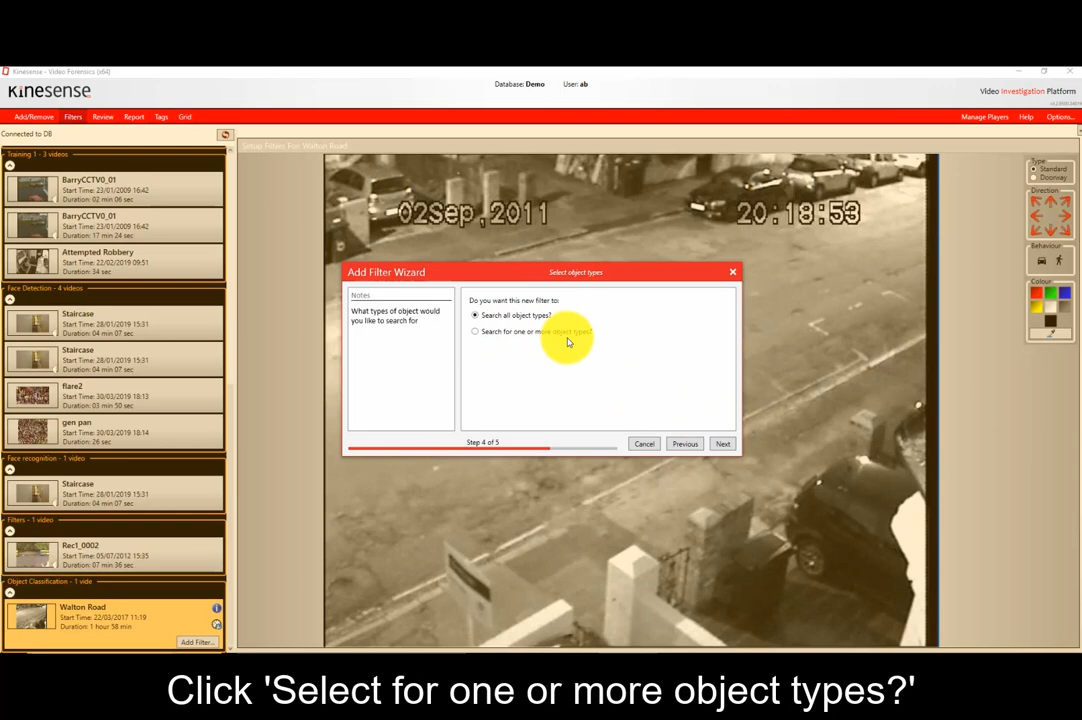 Kinesense - Video Forensics (x64)
Kinesense
Database: Demo
User: ab
Video Investigation Platform
Add/Remove
Filters
Review
Report
Tags
Grid
Manage Players
Help
Options...
Connected to DB
Training 1 - 3 videos
BarryCCTV0_01
Start Time: 23/01/2009 16:42
Duration: 02 min 06 sec
BarryCCTV0_01
Start Time: 23/01/2009 16:42
Duration: 17 min 24 sec
Attempted Robbery
Start Time: 22/02/2019 09:51
Duration: 34 sec
Face Detection - 4 videos
Staircase
Start Time: 28/01/2019 15:31
Duration: 04 min 07 sec
Staircase
Start Time: 28/01/2019 15:31
Duration: 04 min 07 sec
flare2
Start Time: 30/03/2019 18:13
Duration: 03 min 50 sec
gen pan
Start Time: 30/03/2019 18:14
Duration: 26 sec
Face recognition - 1 video
Staircase
Start Time: 28/01/2019 15:31
Duration: 04 min 07 sec
Filters - 1 video
Rec1_0002
Start Time: 05/07/2012 15:35
Duration: 07 min 36 sec
Object Classification - 1 vide
Walton Road
Start Time: 22/03/2017 11:19
Duration: 1 hour 58 min
Add Filter...
Setup Filters For: Walton Road
02Sep,2011
20:18:53
Add Filter Wizard
Select object types
Notes
What types of object would
you like to search for
Do you want this new filter to:
Search all object types?
Search for one or more object types?
Step 4 of 5
Cancel
Previous
Next
Type
Standard
Doorway
Direction
Behaviour
Colour
Click 'Select for one or more object types?'